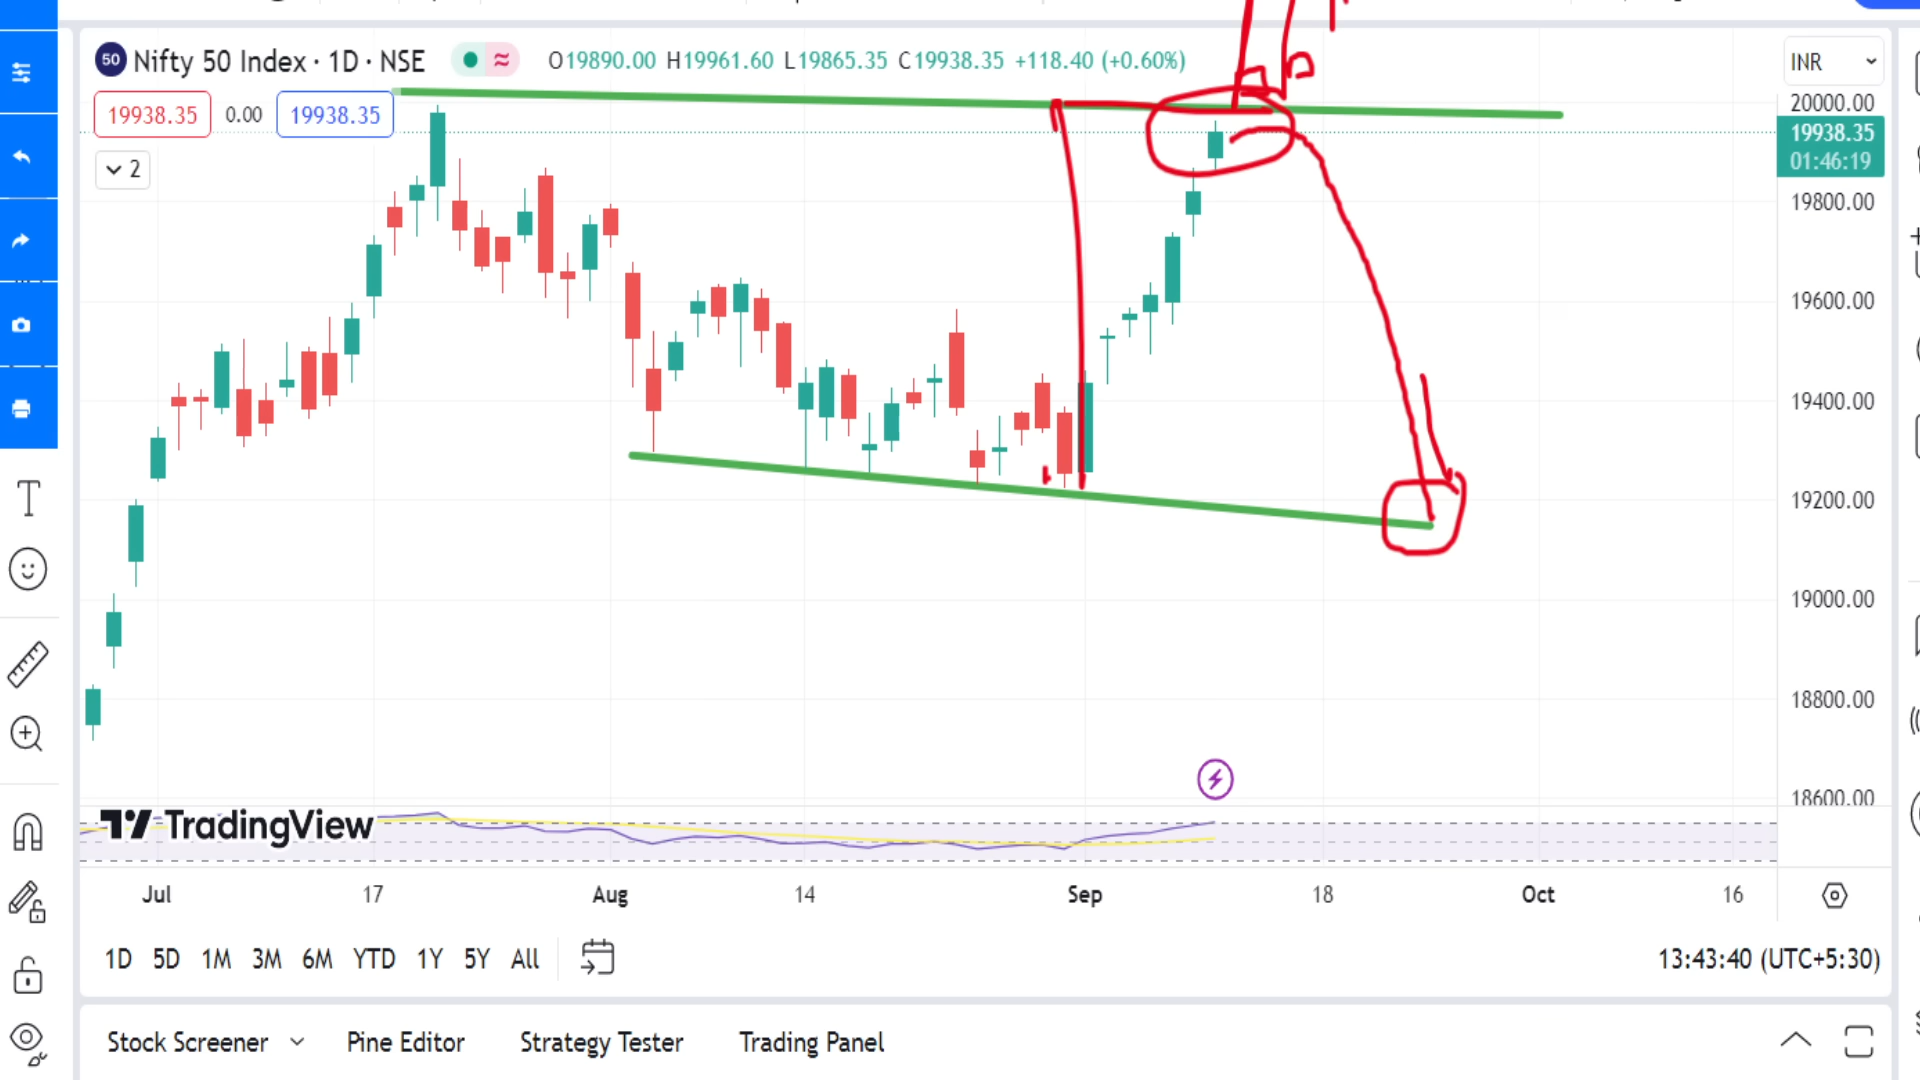 50 Nifty 50 Index · 1D · NSE O19890.00 H19961.60 L19865.35 C19938.35 +118.40 (+0.60%) INR
19938.35 0.00 19938.35
2
20000.00
19938.35
01:46:19
19800.00
19600.00
19400.00
19200.00
19000.00
18800.00
18600.00
TradingView
Jul 17 Aug 14 Sep 18 Oct 16
1D 5D 1M 3M 6M YTD 1Y 5Y All 13:43:40 (UTC+5:30)
Stock Screener Pine Editor Strategy Tester Trading Panel